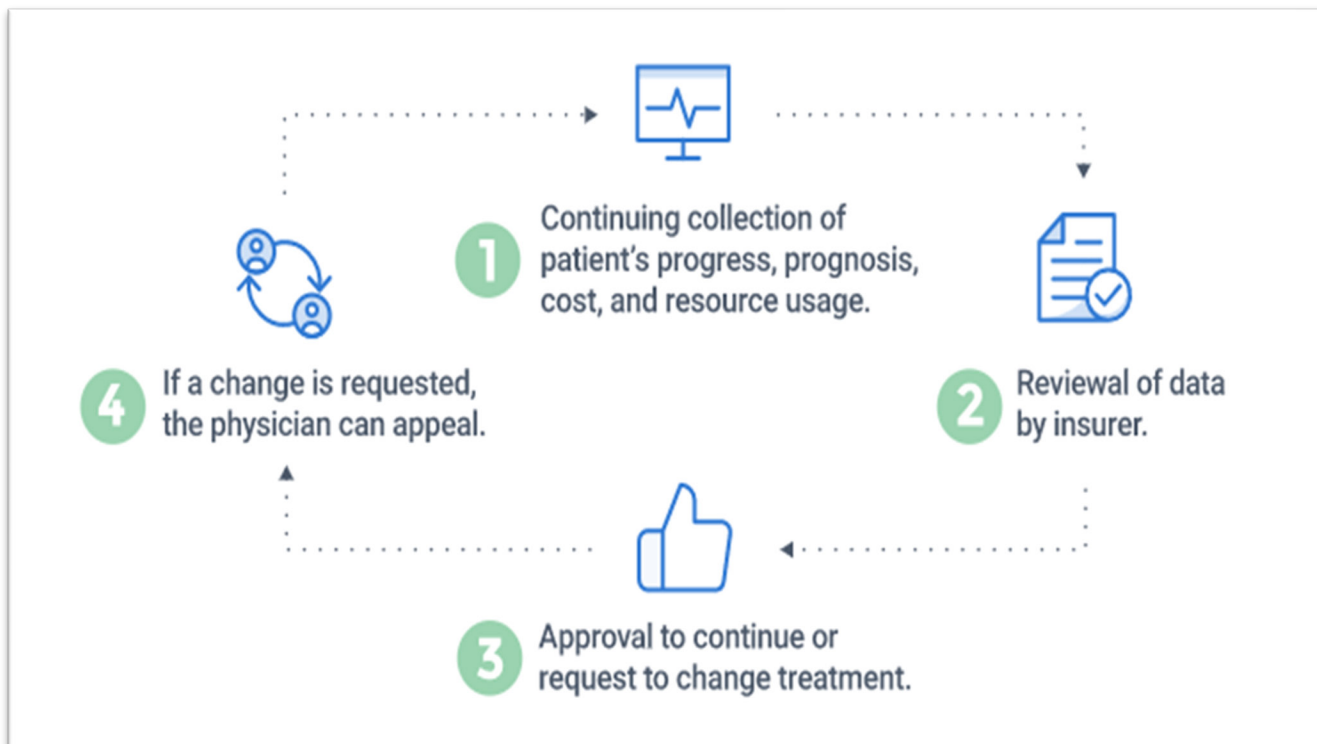 1
Continuing collection of
patient's progress, prognosis,
cost, and resource usage.
2
Reviewal of data
by insurer.
3
Approval to continue or
request to change treatment.
4
If a change is requested,
the physician can appeal.